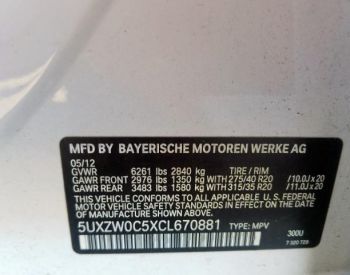 MFD BY BAYERISCHE MOTOREN WERKE AG
05/12
GVWR 6261 lbs 2840 kg TIRE / RIM
GAWR FRONT 2976 lbs 1350 kg WITH 275/40 R20 /10.0J x 20
GAWR REAR 3483 lbs 1580 kg WITH 315/35 R20 /11.0J x 20
THIS VEHICLE CONFORMS TO ALL APPLICABLE U. S. FEDERAL
MOTOR VEHICLE SAFETY STANDARDS IN EFFECT
ON THE DATE OF MANUFACTURE SHOWN ABOVE.
5UXZW0C5XCL670881 TYPE: MPV 300U